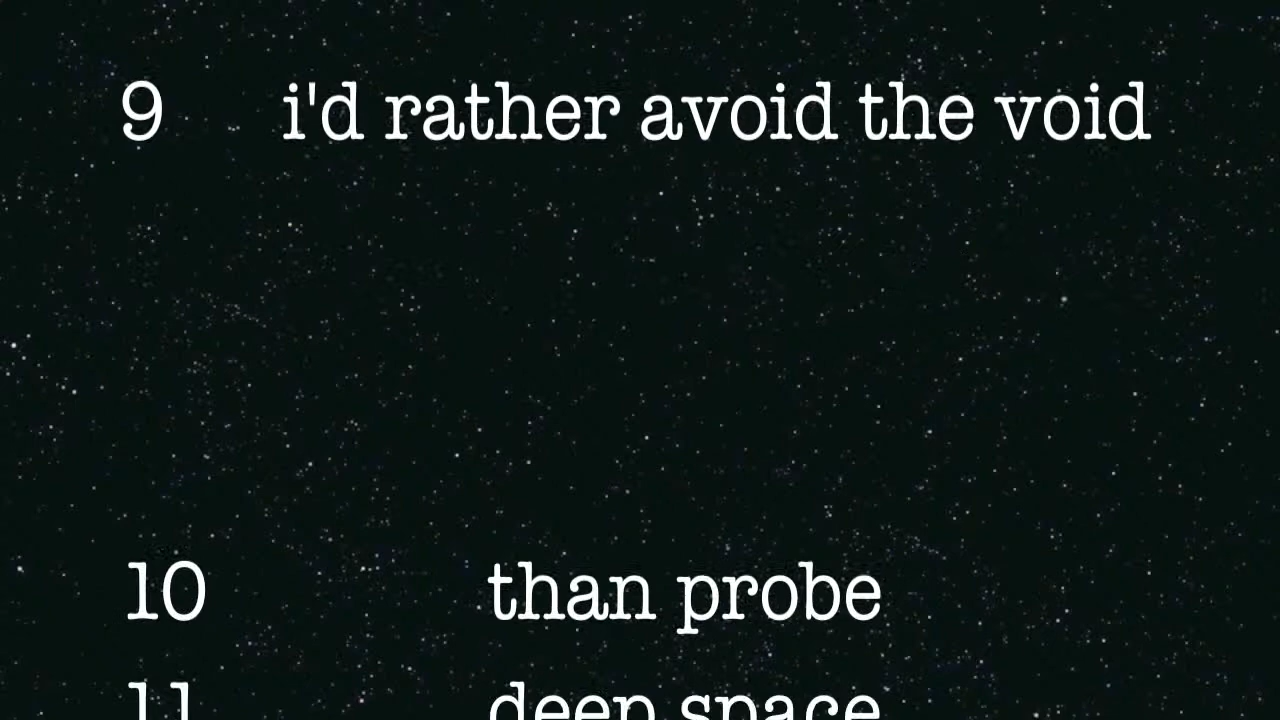 9 i'd rather avoid the void
10 than probe
11 deep space